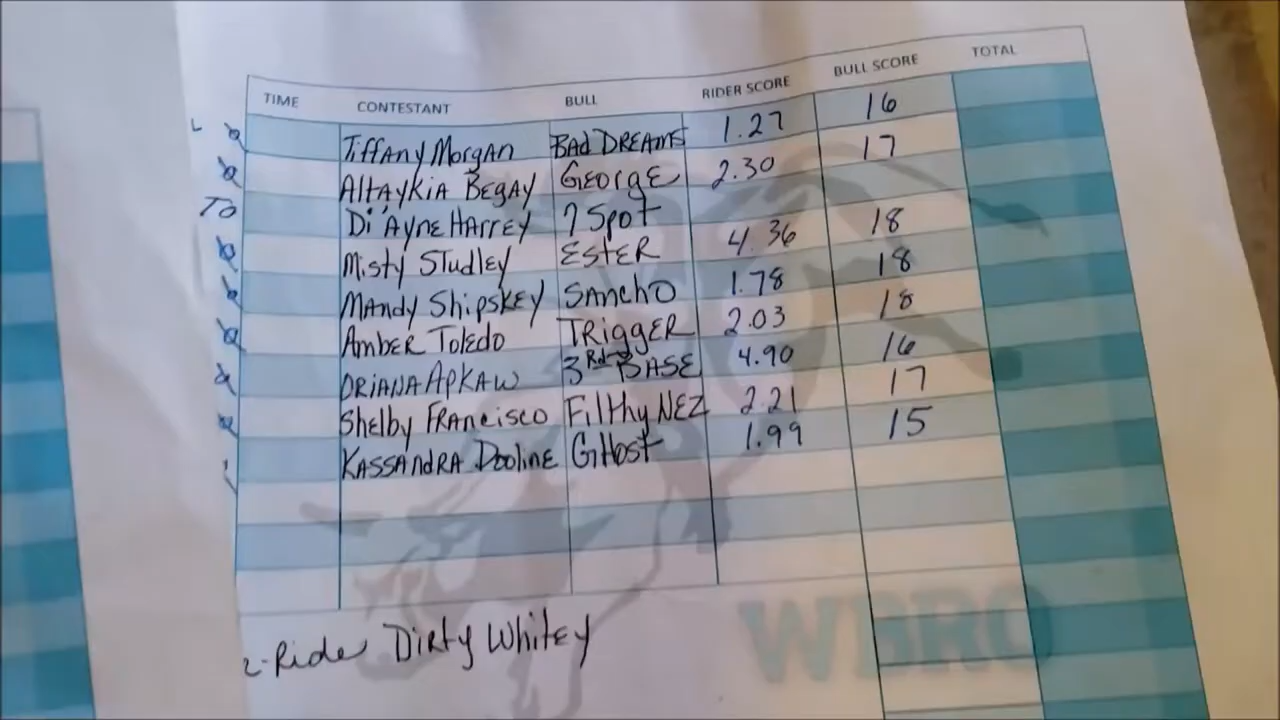 TIME CONTESTANT BULL RIDER SCORE BULL SCORE TOTAL
Tiffany Morgan Bad Dreams 1.27 16
Altaykia Begay George 2.30 17
To Di'Ayne Harrey 7 Spot
Misty Studley Ester 4.36 18
Mandy Shipskey Sancho 1.78 18
Amber Toledo Trigger 2.03 18
Oriana Apkaw 3rd Base 4.90 16
Shelby Francisco Filthy Nez 2.21 17
Kassandra Dooline Ghost 1.99 15
-Ride Dirty Whitey
WBRO